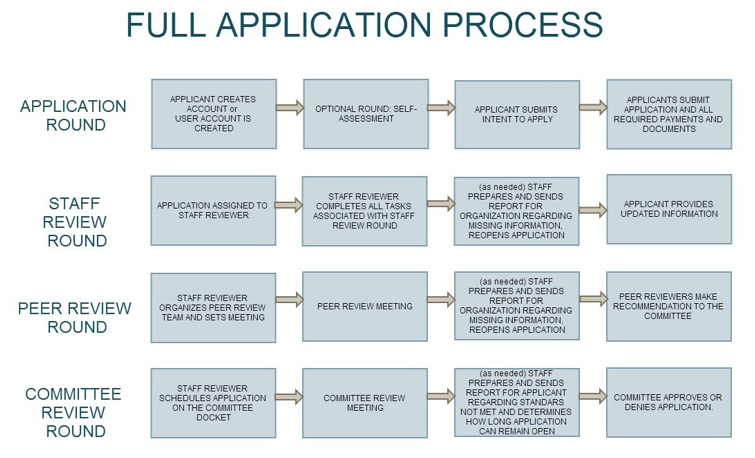 FULL APPLICATION PROCESS
APPLICATION
ROUND
APPLICANT CREATES
ACCOUNT or
USER ACCOUNT IS
CREATED
OPTIONAL ROUND: SELF-
ASSESSMENT
APPLICANT SUBMITS
INTENT TO APPLY
APPLICANTS SUBMIT
APPLICATION AND ALL
REQUIRED PAYMENTS AND
DOCUMENTS
STAFF
REVIEW
ROUND
APPLICATION ASSIGNED TO
STAFF REVIEWER
STAFF REVIEWER
COMPLETES ALL TASKS
ASSOCIATED WITH STAFF
REVIEW ROUND
(as needed) STAFF
PREPARES AND SENDS
REPORT FOR
ORGANIZATION REGARDING
MISSING INFORMATION,
REOPENS APPLICATION
APPLICANT PROVIDES
UPDATED INFORMATION
PEER REVIEW
ROUND
STAFF REVIEWER
ORGANIZES PEER REVIEW
TEAM AND SETS MEETING
PEER REVIEW MEETING
(as needed) STAFF
PREPARES AND SENDS
REPORT FOR
ORGANIZATION REGARDING
MISSING INFORMATION,
REOPENS APPLICATION
PEER REVIEWERS MAKE
RECOMMENDATION TO THE
COMMITTEE
COMMITTEE
REVIEW
ROUND
STAFF REVIEWER
SCHEDULES APPLICATION
ON THE COMMITTEE
DOCKET
COMMITTEE REVIEW
MEETING
(as needed) STAFF
PREPARES AND SENDS
REPORT FOR APPLICANT
REGARDING STANDARS
NOT MET AND DETERMINES
HOW LONG APPLICATION
CAN REMAIN OPEN
COMMITTEE APPROVES OR
DENIES APPLICATION.